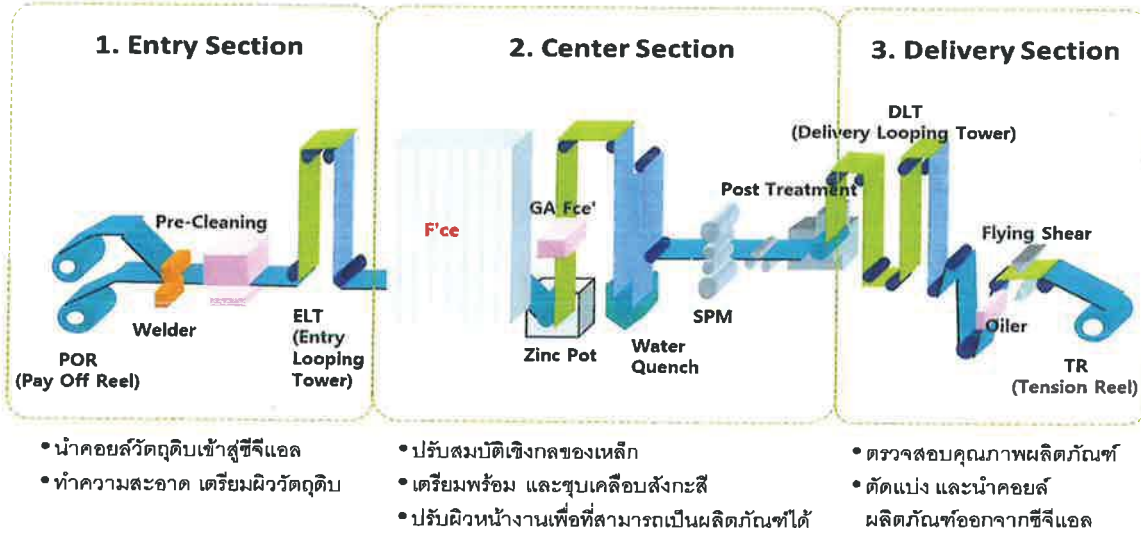 1. Entry Section
Pre-Cleaning
Welder
POR
(Pay Off Reel)
ELT
(Entry
Looping
Tower)
• นำคอยล์วัตถุดิบเข้าสู่ซีจีแอล
• ทำความสะอาด เตรียมผิววัตถุดิบ
2. Center Section
F'ce
GA Fce'
Zinc Pot
Water
Quench
SPM
Post Treatment
• ปรับสมบัติเชิงกลของเหล็ก
• เตรียมพร้อม และชุบเคลือบสังกะสี
• ปรับผิวหน้างานเพื่อที่สามารถเป็นผลิตภัณฑ์ได้
3. Delivery Section
DLT
(Delivery Looping Tower)
Flying Shear
Oiler
TR
(Tension Reel)
• ตรวจสอบคุณภาพผลิตภัณฑ์
• ตัดแบ่ง และนำคอยล์
ผลิตภัณฑ์ออกจากซีจีแอล